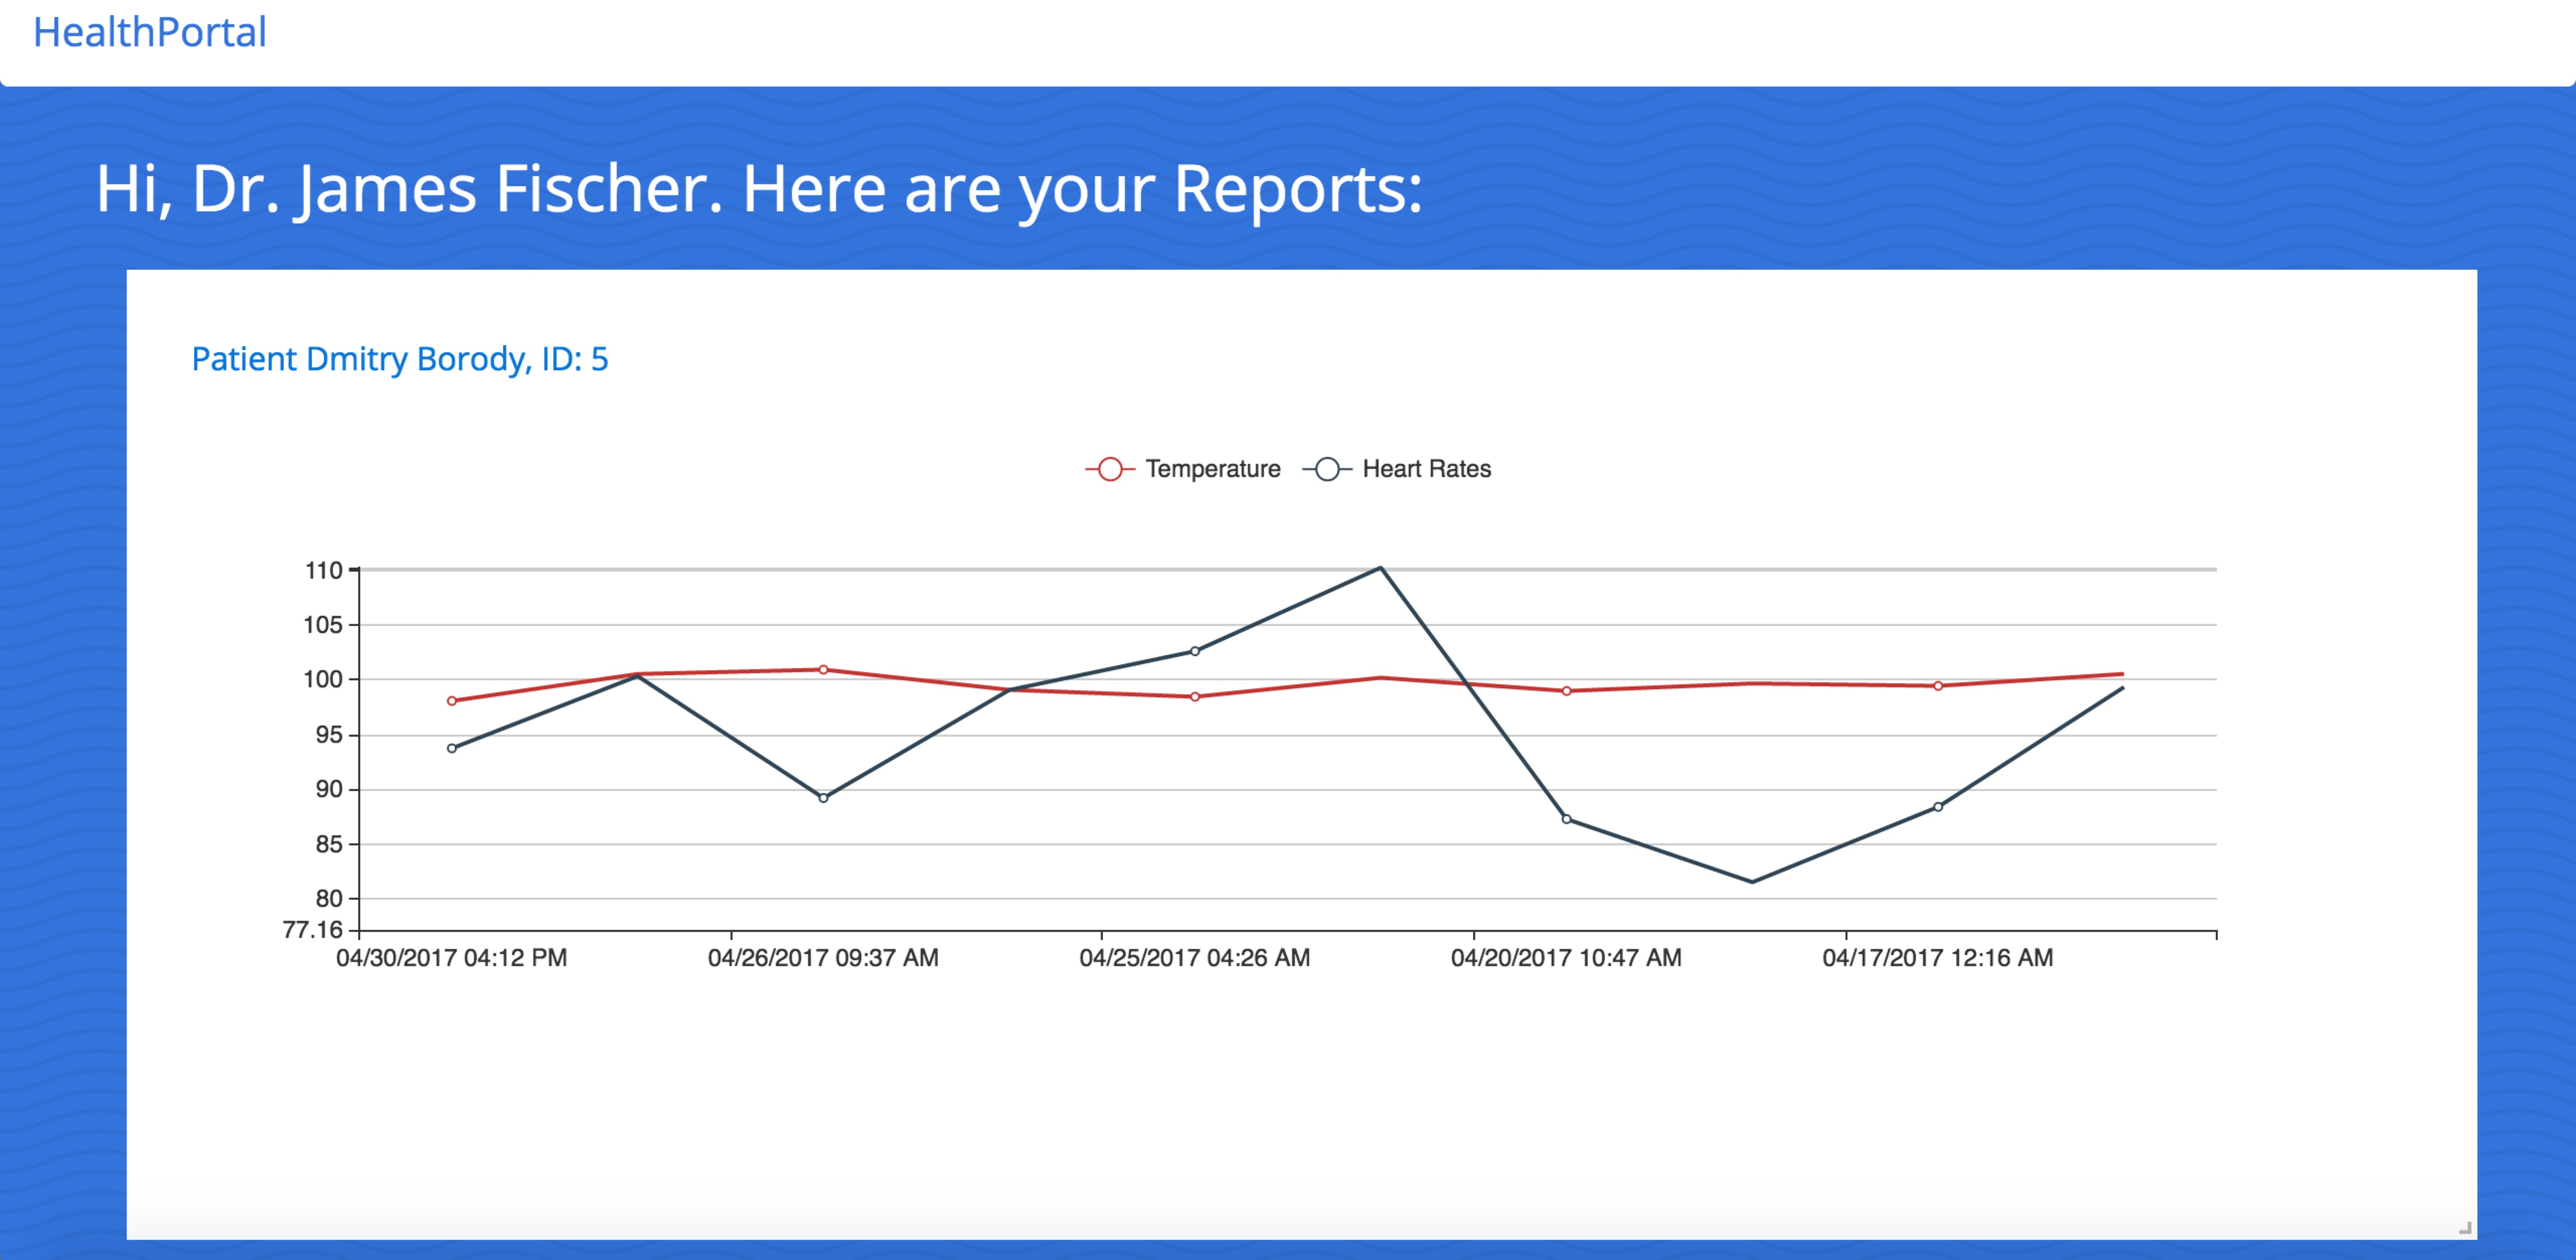 HealthPortal
Hi, Dr. James Fischer. Here are your Reports:
Patient Dmitry Borody, ID: 5
Temperature Heart Rates
110
105
100
95
90
85
80
77.16
04/30/2017 04:12 PM 04/26/2017 09:37 AM 04/25/2017 04:26 AM 04/20/2017 10:47 AM 04/17/2017 12:16 AM